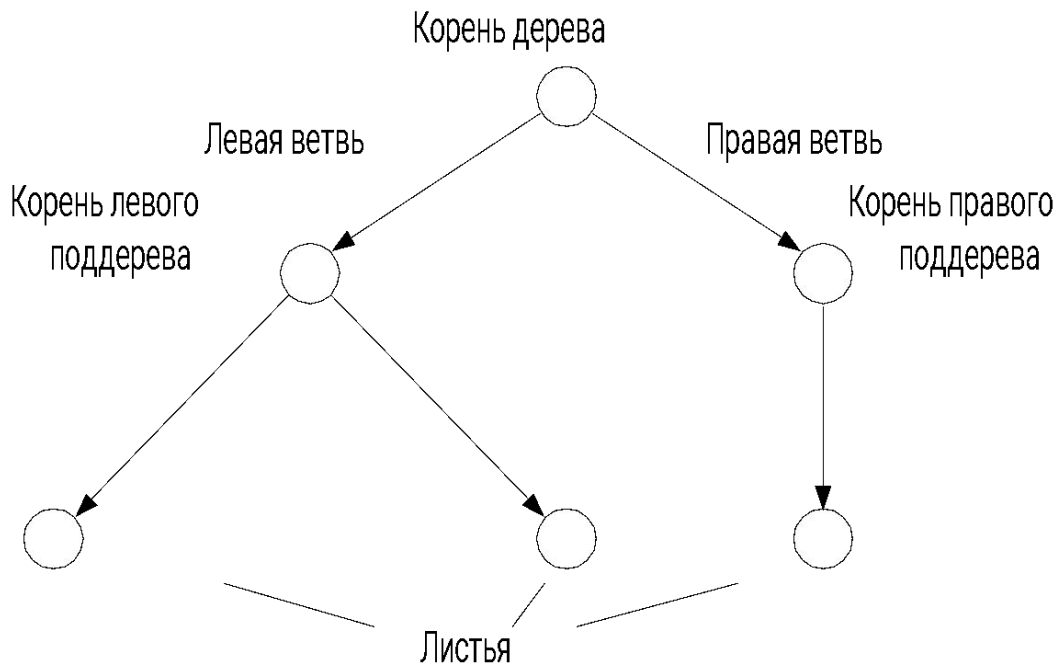 Корень дерева
Левая ветвь
Правая ветвь
Корень левого
поддерева
Корень правого
поддерева
Листья